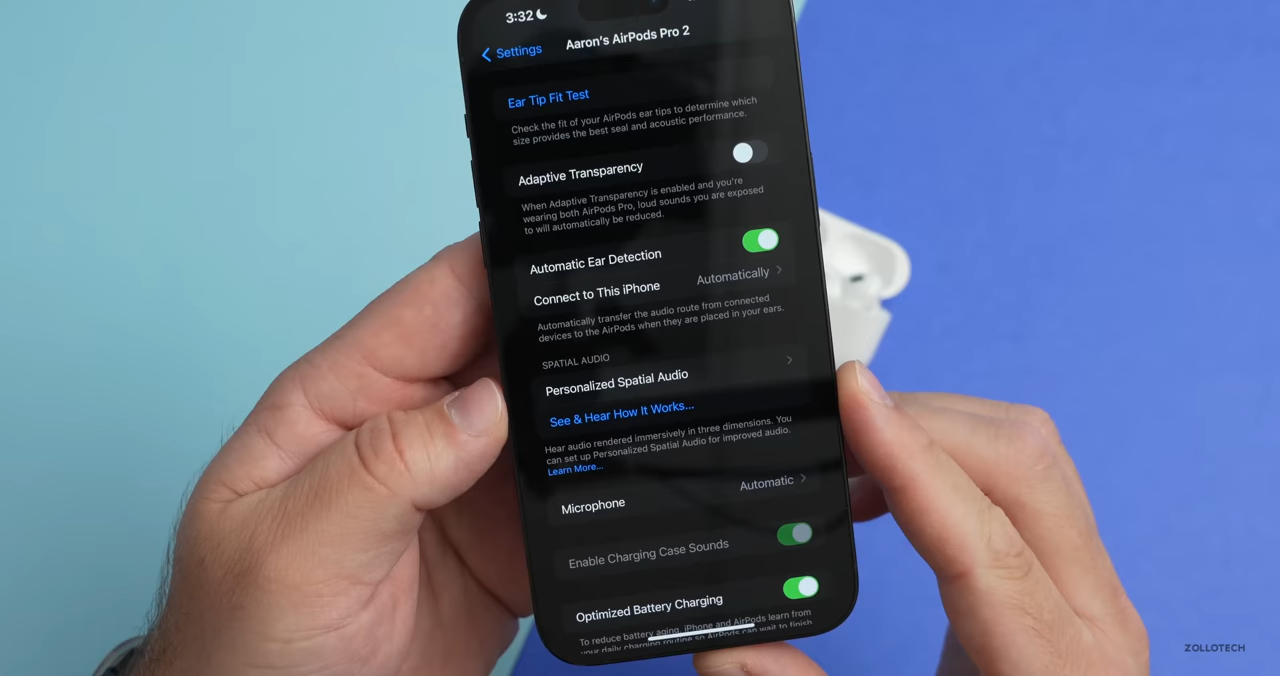 3:32
Settings
Aaron's AirPods Pro 2
Ear Tip Fit Test
Check the fit of your AirPods ear tips to determine which
size provides the best seal and acoustic performance.
Adaptive Transparency
When Adaptive Transparency is enabled and you're
wearing both AirPods Pro, loud sounds you are exposed
to will automatically be reduced.
Automatic Ear Detection
Connect to This iPhone Automatically
Automatically transfer the audio route from connected
devices to the AirPods when they are placed in your ears.
SPATIAL AUDIO
Personalized Spatial Audio
See & Hear How It Works...
Hear audio rendered immersively in three dimensions. You
can set up Personalized Spatial Audio for improved audio.
Learn More...
Microphone Automatic
Enable Charging Case Sounds
Optimized Battery Charging
To reduce battery aging, iPhone and AirPods learn from
your daily charging routine so AirPods can wait to finish
ZOLLOTECH